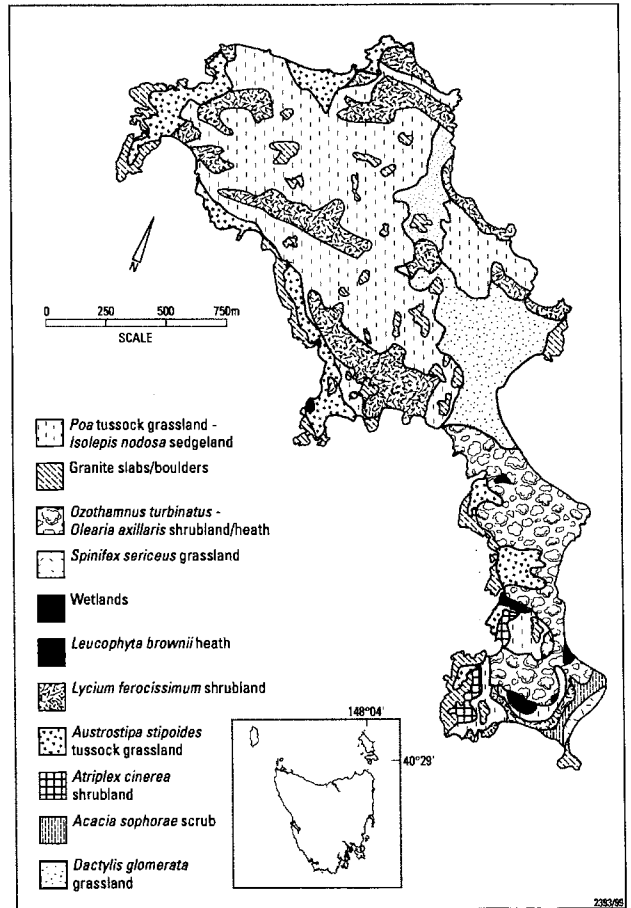 N
0 250 500 750m
SCALE
Poa tussock grassland -
Isolepis nodosa sedgeland
Granite slabs/boulders
Ozothamnus turbinatus -
Olearia axillaris shrubland/heath
Spinifex sericeus grassland
Wetlands
Leucophyta brownii heath
Lycium ferocissimum shrubland
Austrostipa stipoides
tussock grassland
Atriplex cinerea
shrubland
Acacia sophorae scrub
Dactylis glomerata
grassland
148°04'
40°29'
2393/99